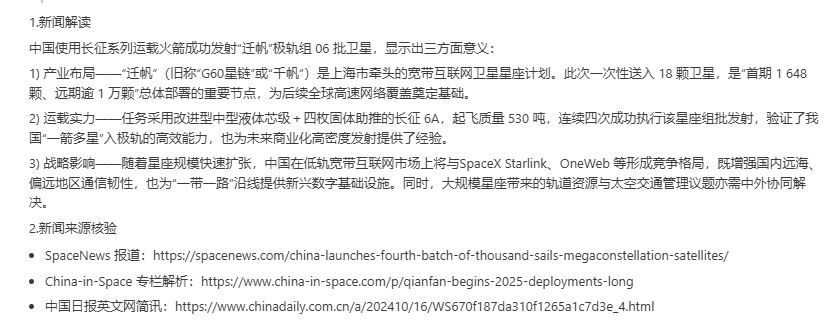 1.新闻解读
中国使用长征系列运载火箭成功发射“迁帆”极轨组 06 批卫星，显示出三方面意义：
1) 产业布局——“迁帆”（旧称“G60星链”或“千帆”）是上海市牵头的宽带互联网卫星星座计划。此次一次性送入 18 颗卫星，是“首期 1 648
颗、远期逾 1 万颗”总体部署的重要节点，为后续全球高速网络覆盖奠定基础。
2) 运载实力——任务采用改进型中型液体芯级＋四枚固体助推的长征 6A，起飞质量 530 吨，连续四次成功执行该星座组批发射，验证了我
国“一箭多星”入极轨的高效能力，也为未来商业化高密度发射提供了经验。
3) 战略影响——随着星座规模快速扩张，中国在低轨宽带互联网市场上将与SpaceX Starlink、OneWeb 等形成竞争格局，既增强国内远海、
偏远地区通信韧性，也为“一带一路”沿线提供新兴数字基础设施。同时，大规模星座带来的轨道资源与太空交通管理议题亦需中外协同解
决。
2.新闻来源核验
• SpaceNews 报道：https://spacenews.com/china-launches-fourth-batch-of-thousand-sails-megaconstellation-satellites/
• China-in-Space 专栏解析：https://www.china-in-space.com/p/qianfan-begins-2025-deployments-long
• 中国日报英文网简讯：https://www.chinadaily.com.cn/a/202410/16/WS670f187da310f1265a1c7d3e_4.html